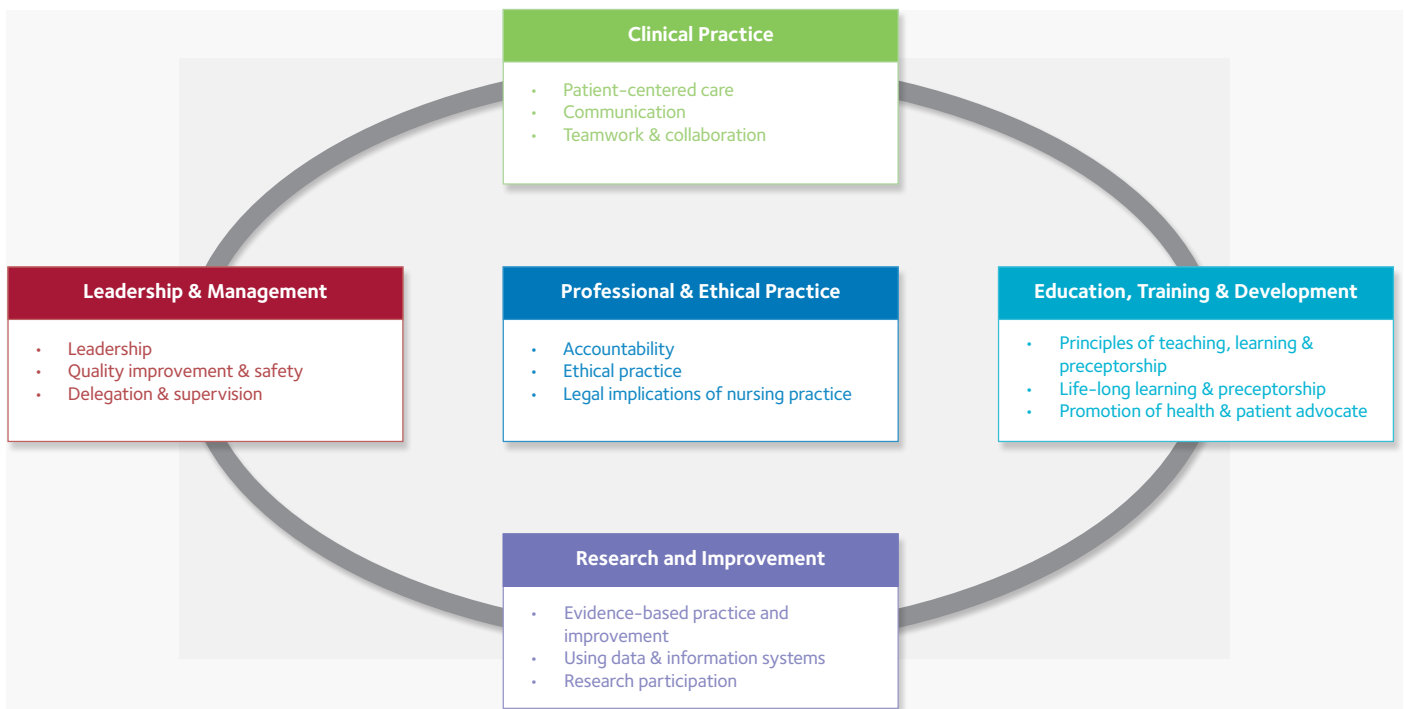 Clinical Practice
• Patient-centered care
• Communication
• Teamwork & collaboration
Leadership & Management
• Leadership
• Quality improvement & safety
• Delegation & supervision
Professional & Ethical Practice
• Accountability
• Ethical practice
• Legal implications of nursing practice
Education, Training & Development
• Principles of teaching, learning &
preceptorship
• Life-long learning & preceptorship
• Promotion of health & patient advocate
Research and Improvement
• Evidence-based practice and
improvement
• Using data & information systems
• Research participation